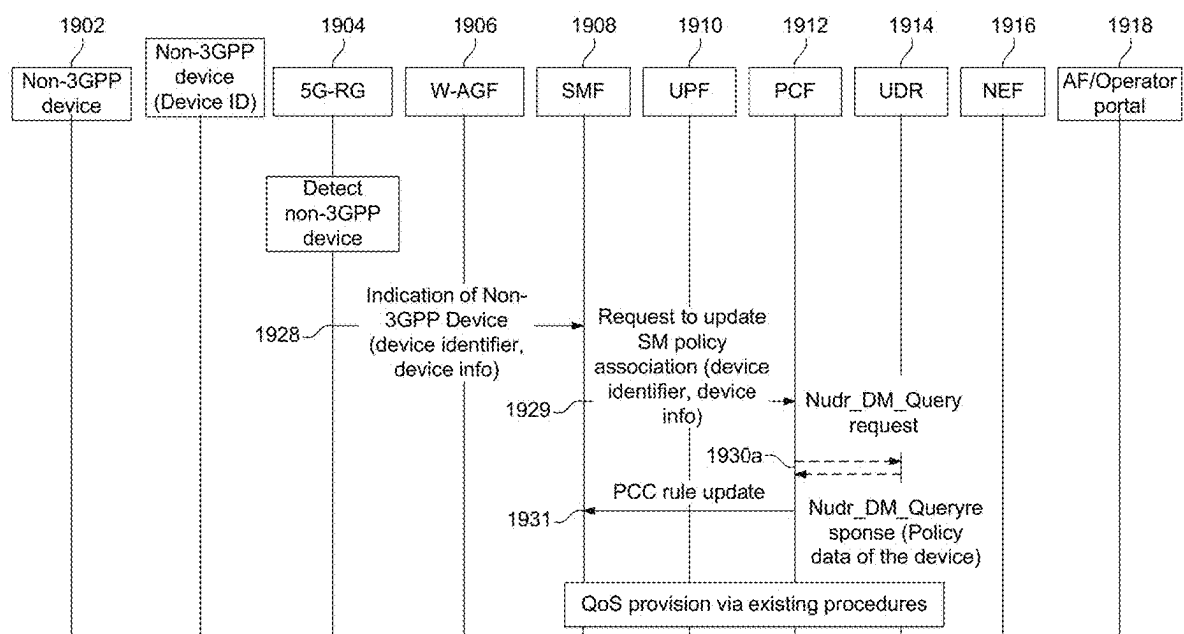 1902
1904
1906
1908
1910
1912
1914
1916
1918
Non-3GPP
device
Non-3GPP
device
(Device ID)
5G-RG
W-AGF
SMF
UPF
PCF
UDR
NEF
AF/Operator
portal
Detect
non-3GPP
device
1928
Indication of Non-
3GPP Device
(device identifier,
device info)
Request to update
SM policy
association (device
identifier, device
info)
1929
Nudr_DM_Query
request
1930a
PCC rule update
1931
Nudr_DM_Queryre
sponse (Policy
data of the device)
QoS provision via existing procedures